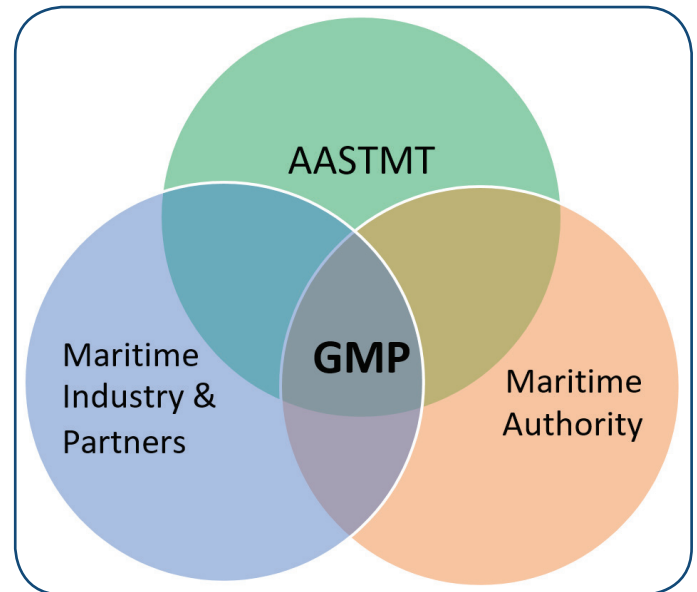 AASTMT
GMP
Maritime
Industry &
Partners
Maritime
Authority